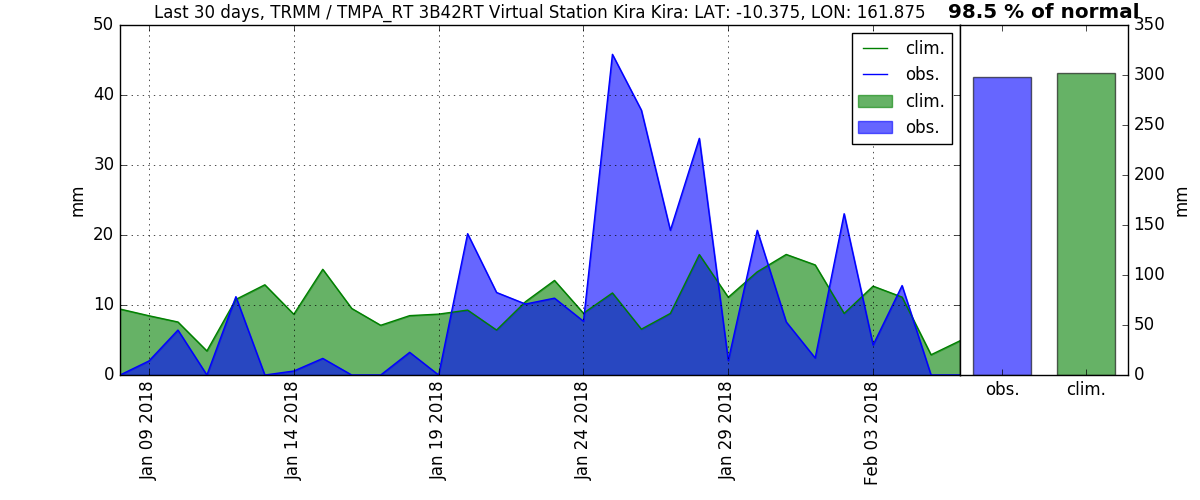 Last 30 days, TRMM / TMPA_RT 3B42RT Virtual Station Kira Kira: LAT: -10.375, LON: 161.875
98.5 % of normal
50
40
30
20
10
0
mm
clim.
obs.
clim.
obs.
350
300
250
200
150
100
50
0
mm
obs.
clim.
Jan 09 2018
Jan 14 2018
Jan 19 2018
Jan 24 2018
Jan 29 2018
Feb 03 2018